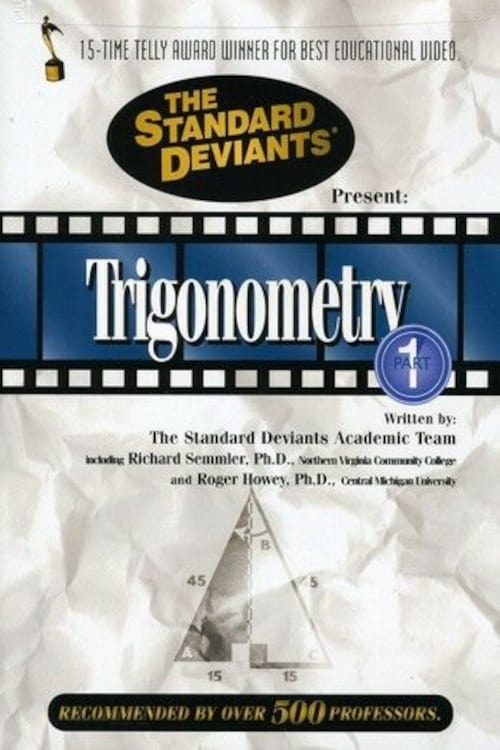 15-TIME TELLY AWARD WINNER FOR BEST EDUCATIONAL VIDEO.
THE
STANDARD
DEVIANTS®
Present:
Trigonometry
1
PART
Written by:
The Standard Deviants Academic Team
including Richard Semmler, Ph.D., Northern Virginia Community College
and Roger Howey, Ph.D., Central Michigan University
B
45
5
A
C
15
15
RECOMMENDED BY OVER 500 PROFESSORS.